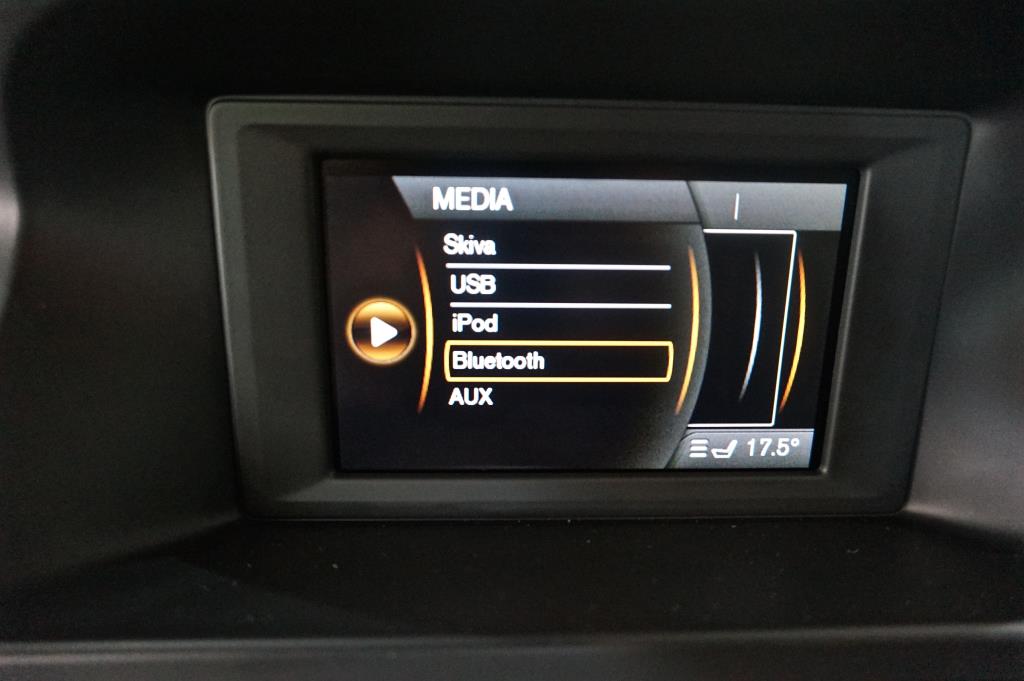 MEDIA
Skiva
USB
iPod
Bluetooth
AUX
17.5°